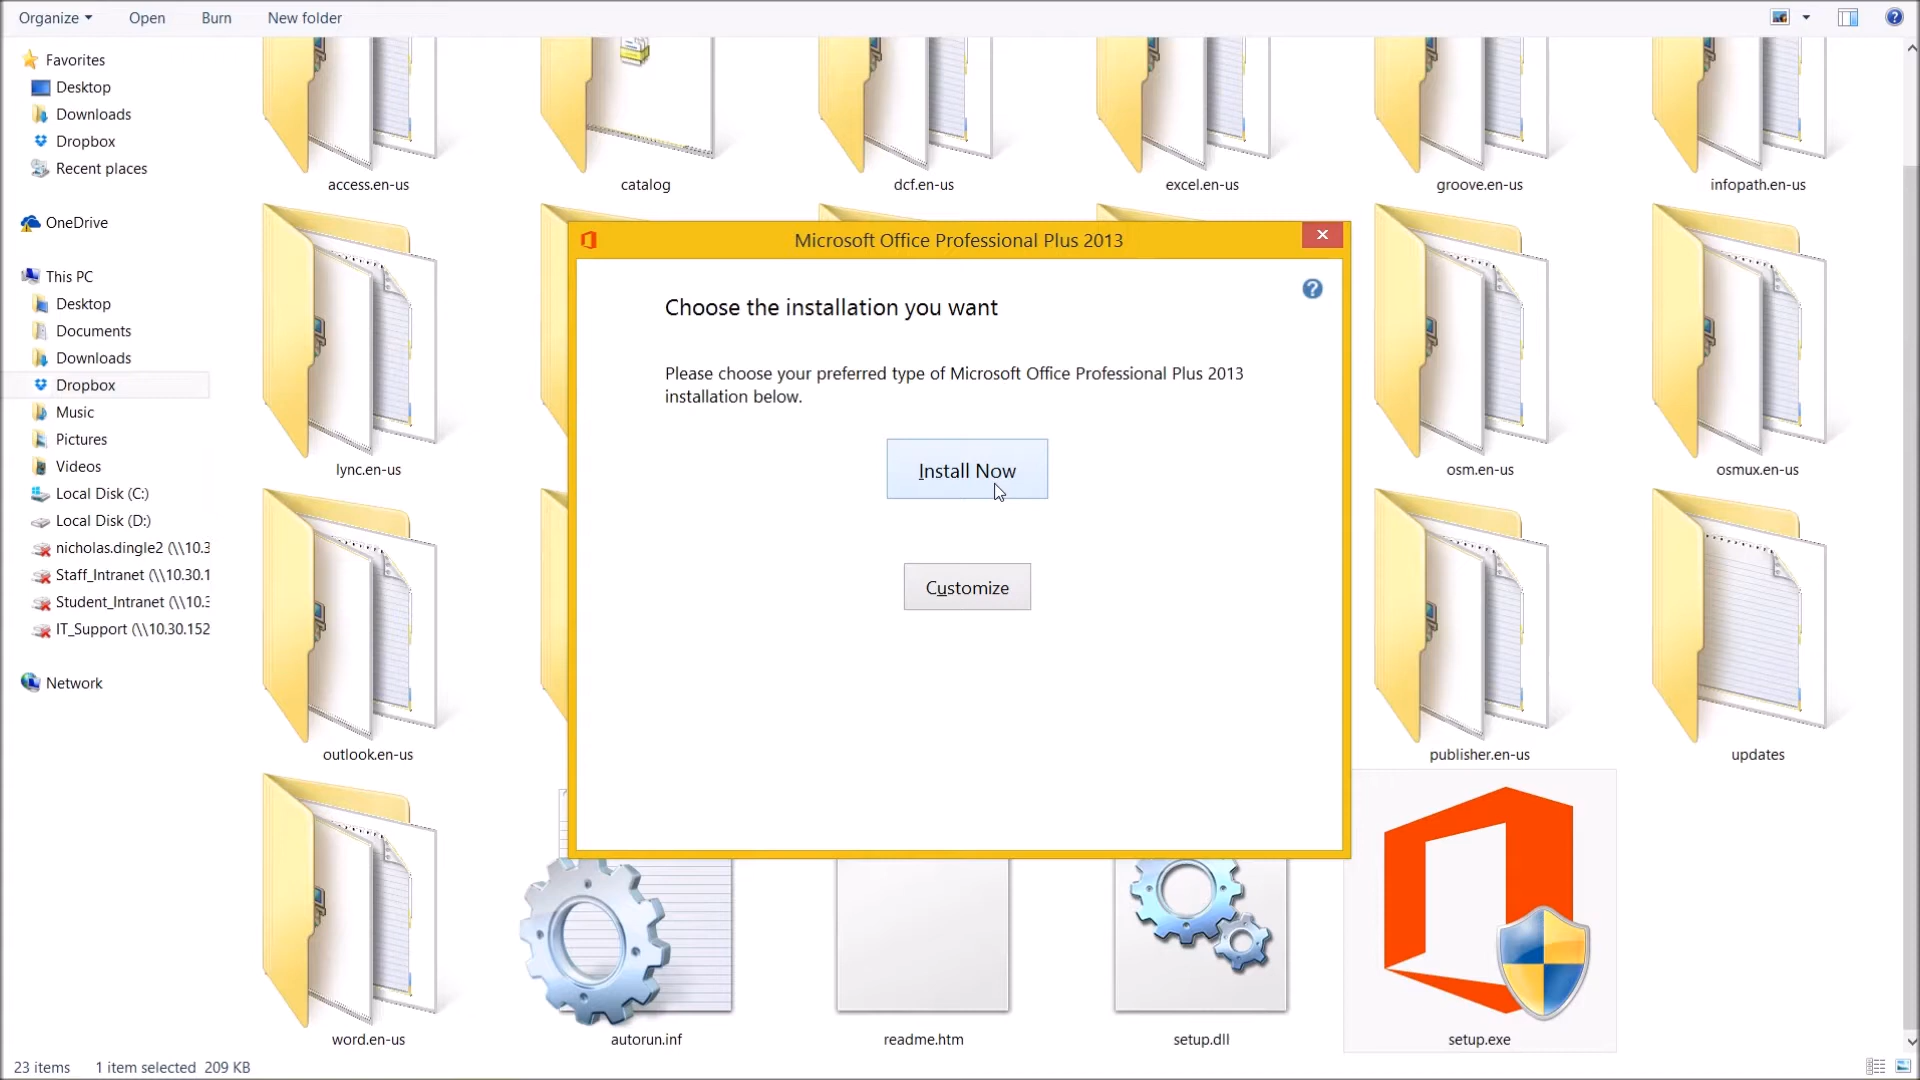 Organize
Open
Burn
New folder
Favorites
Desktop
Downloads
Dropbox
Recent places
OneDrive
This PC
Desktop
Documents
Downloads
Dropbox
Music
Pictures
Videos
Local Disk (C:)
Local Disk (D:)
nicholas.dingle2 (\\10.3
Staff_Intranet (\\10.30.1
Student_Intranet (\\10.3
IT_Support (\\10.30.152
Network
access.en-us
catalog
dcf.en-us
excel.en-us
groove.en-us
infopath.en-us
lync.en-us
osm.en-us
osmux.en-us
outlook.en-us
publisher.en-us
updates
word.en-us
autorun.inf
readme.htm
setup.dll
setup.exe
Microsoft Office Professional Plus 2013
Choose the installation you want
Please choose your preferred type of Microsoft Office Professional Plus 2013
installation below.
Install Now
Customize
23 items
1 item selected 209 KB